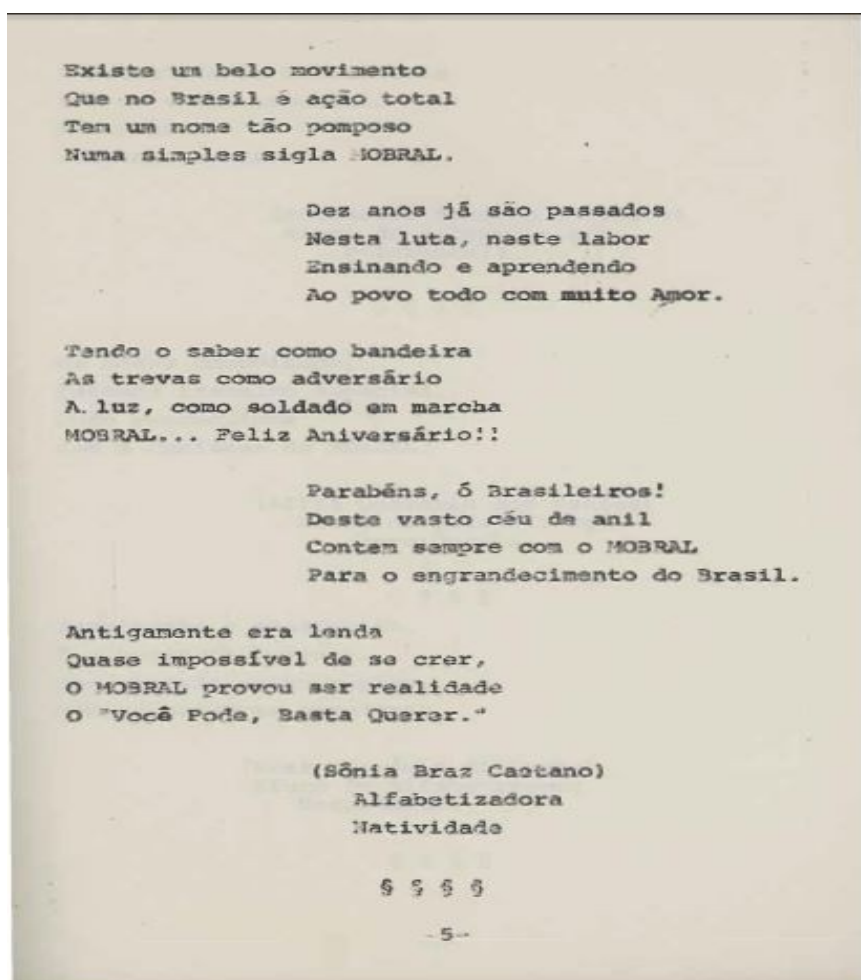 Existe um belo movimento
Que no Brasil é ação total
Tem um nome tão pomposo
Numa simples sigla MOBRAL.
Dez anos já são passados
Nesta luta, neste labor
Ensinando e aprendendo
Ao povo todo com muito Amor.
Tendo o saber como bandeira
As trevas como adversário
A luz, como soldado em marcha
MOBRAL... Feliz Aniversário!!
Parabéns, ó Brasileiros!
Deste vasto céu de anil
Contem sempre com o MOBRAL
Para o engrandecimento do Brasil.
Antigamente era lenda
Quase impossível de se crer,
O MOBRAL provou ser realidade
O "Você Pode, Basta Querer."
(Sônia Braz Caetano)
Alfabetizadora
Natividade
§ § § §
-5-